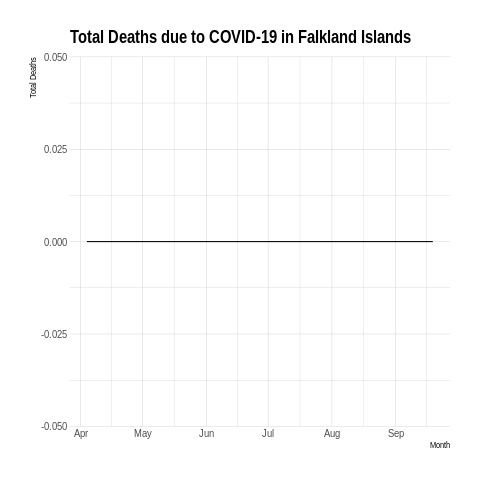 Total Deaths due to COVID-19 in Falkland Islands
Total Deaths
0.050
0.025
0.000
-0.025
-0.050
Apr May Jun Jul Aug Sep
Month